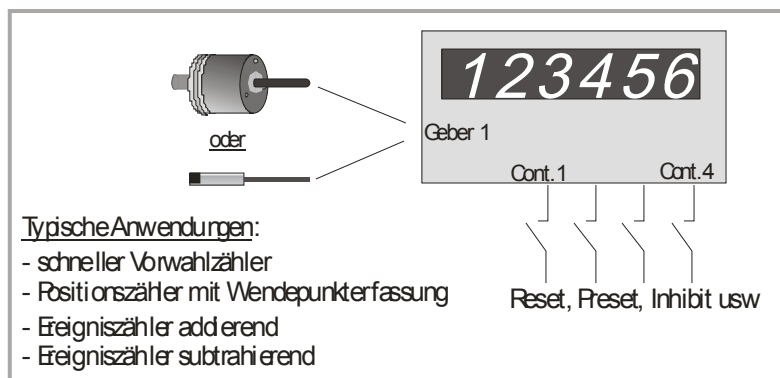 123456
oder
Geber 1
Cont.1 Cont.4
Typische Anwendungen:
- schneller Vorwahlzähler
- Positionszähler mit Wendepunkterfassung
- Ereigniszähler addierend
- Ereigniszähler subtrahierend
Reset, Preset, Inhibit usw